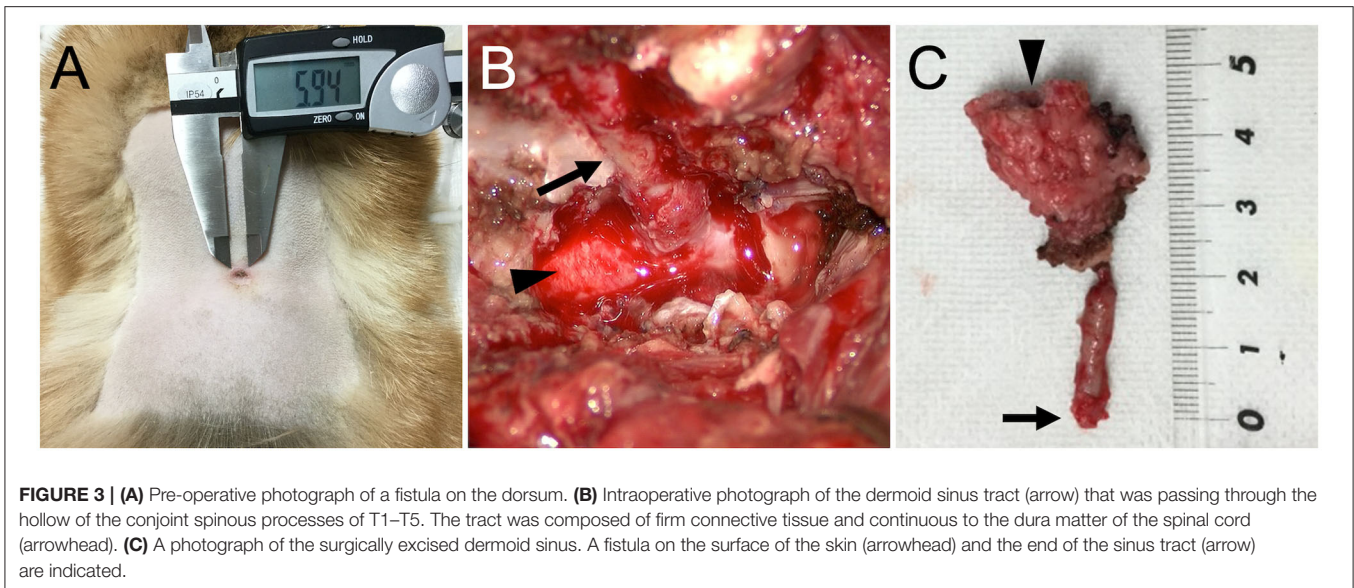 A
HOLD
0
IP54
5.94
ZERO
ON
B
C
5
4
3
2
1
0
FIGURE 3 | (A) Pre-operative photograph of a fistula on the dorsum. (B) Intraoperative photograph of the dermoid sinus tract (arrow) that was passing through the
hollow of the conjoint spinous processes of T1–T5. The tract was composed of firm connective tissue and continuous to the dura matter of the spinal cord
(arrowhead). (C) A photograph of the surgically excised dermoid sinus. A fistula on the surface of the skin (arrowhead) and the end of the sinus tract (arrow)
are indicated.